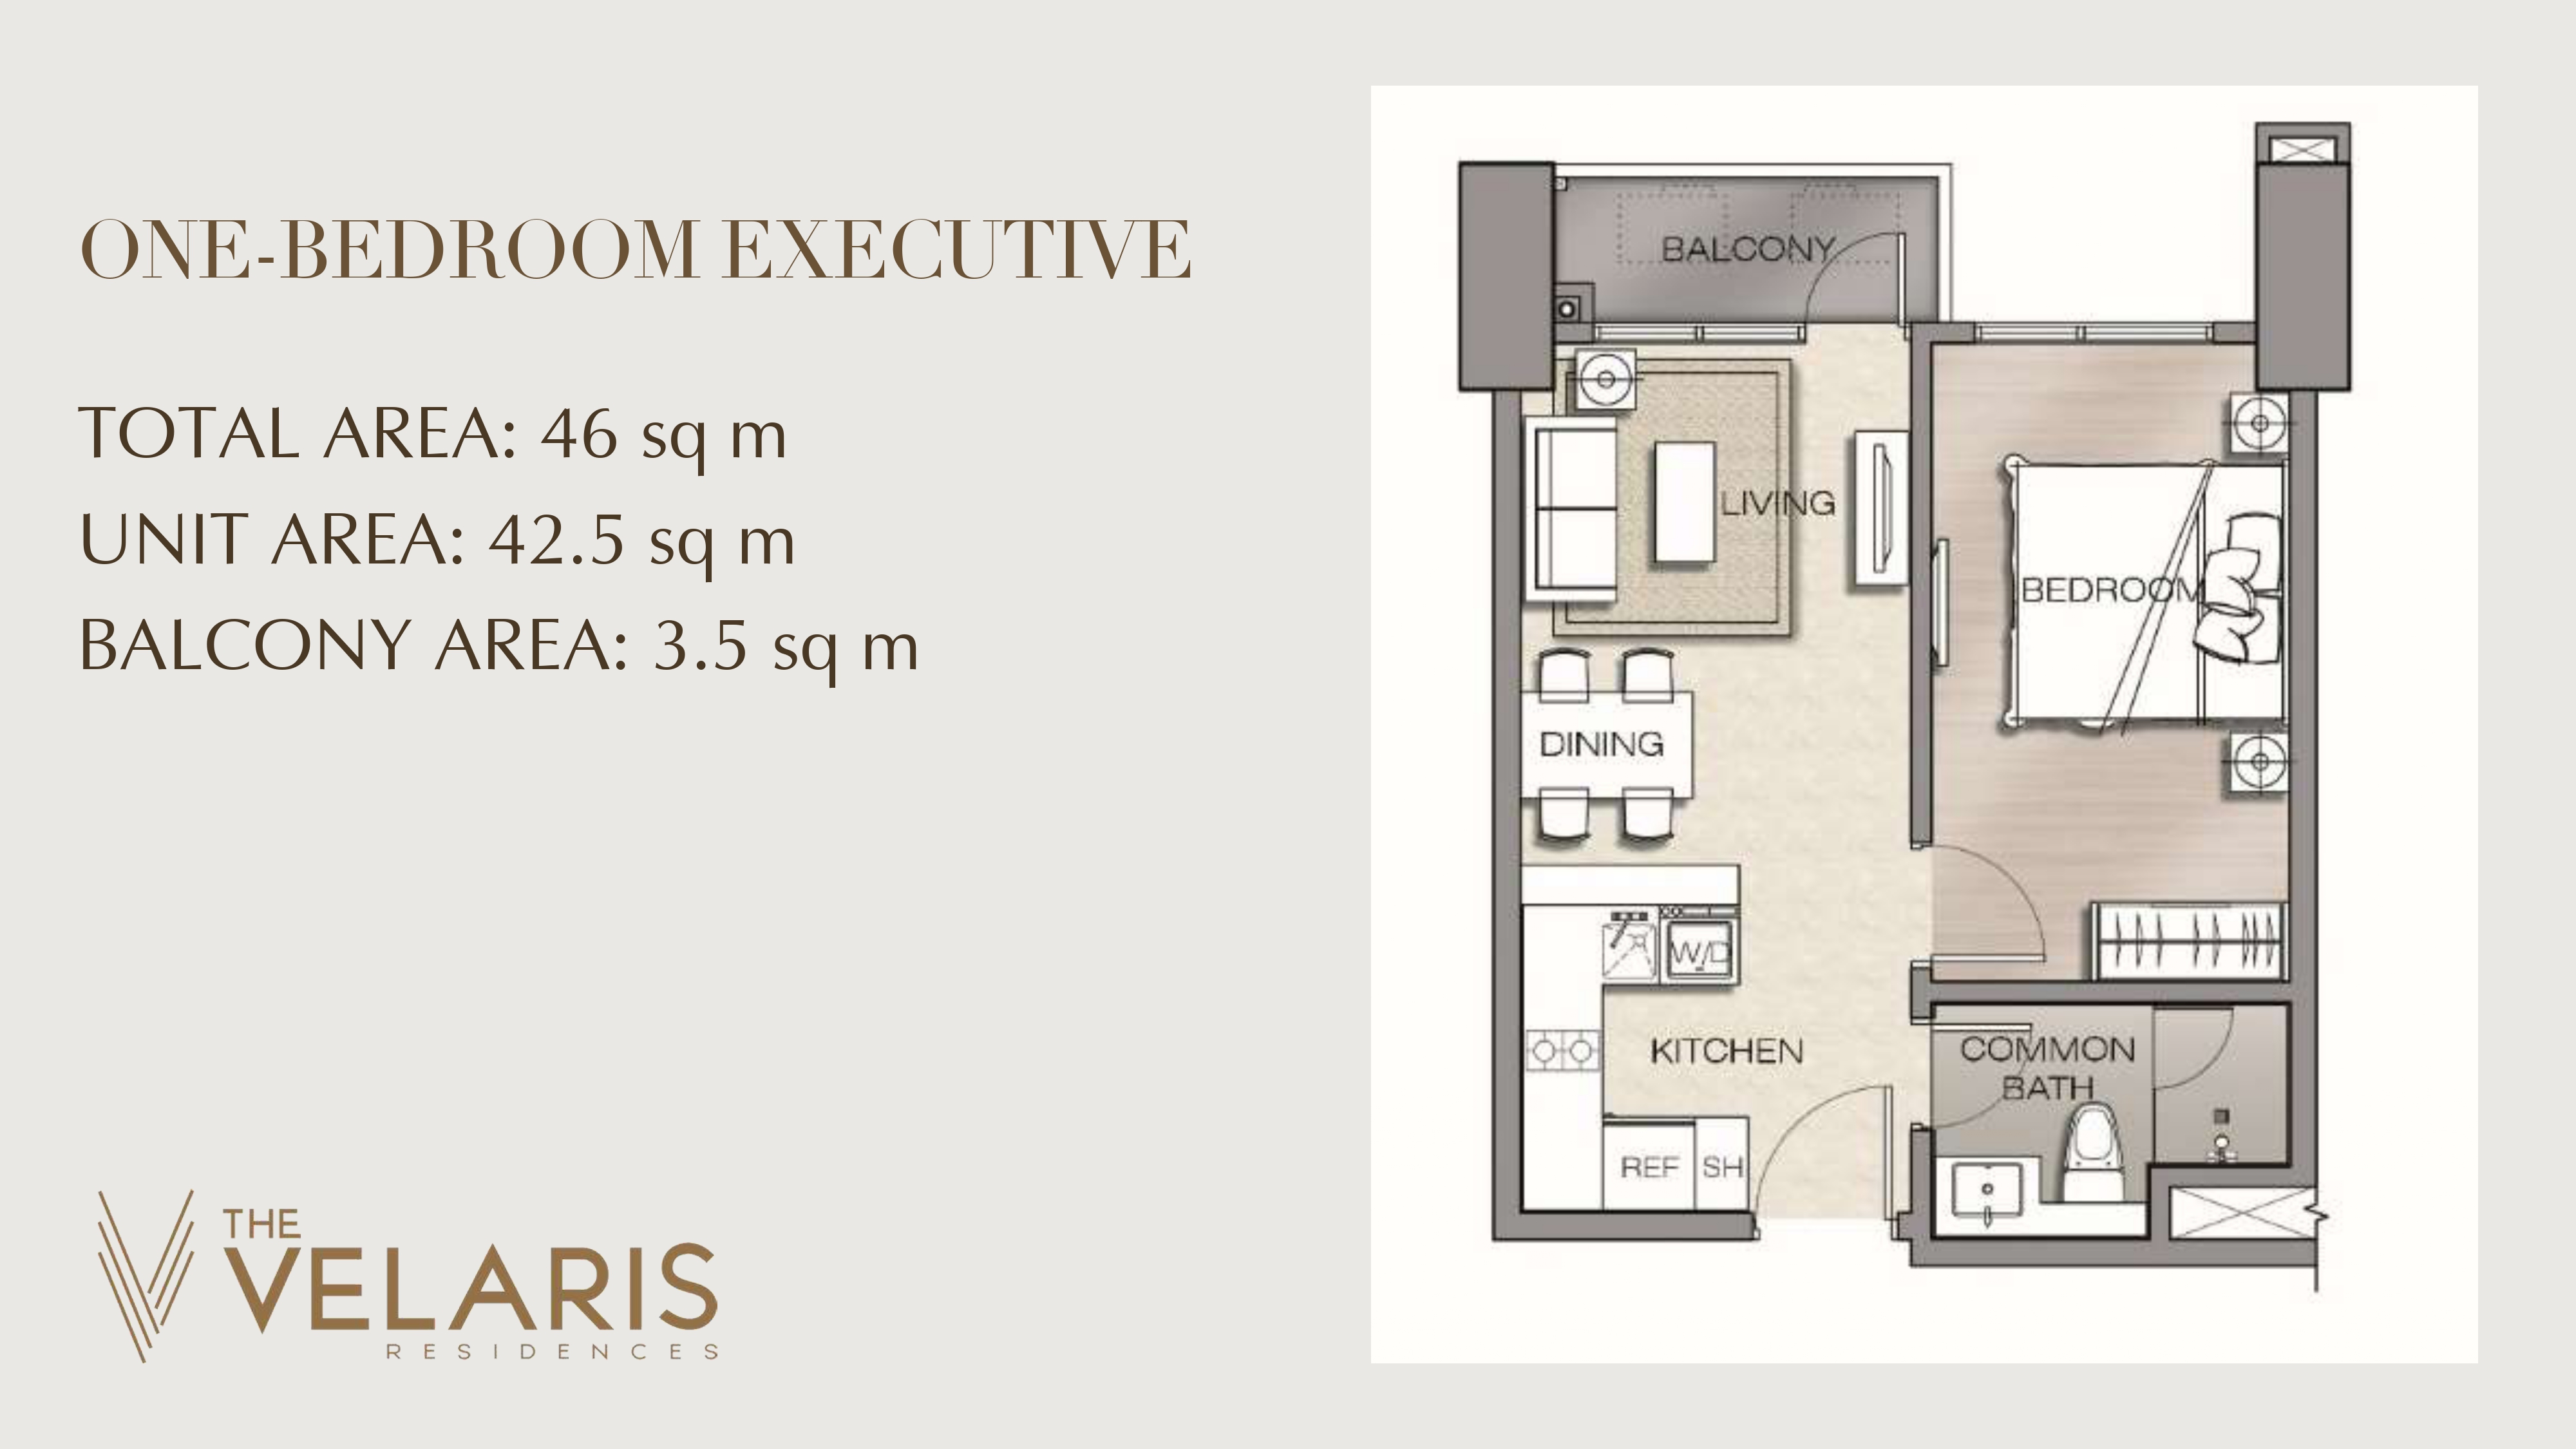 ONE-BEDROOM EXECUTIVE
TOTAL AREA: 46 sq m
UNIT AREA: 42.5 sq m
BALCONY AREA: 3.5 sq m
THE
VELARIS
RESIDENCES
BALCONY
LIVING
BEDROOM
DINING
W/D
KITCHEN
COMMON
BATH
REF
SH